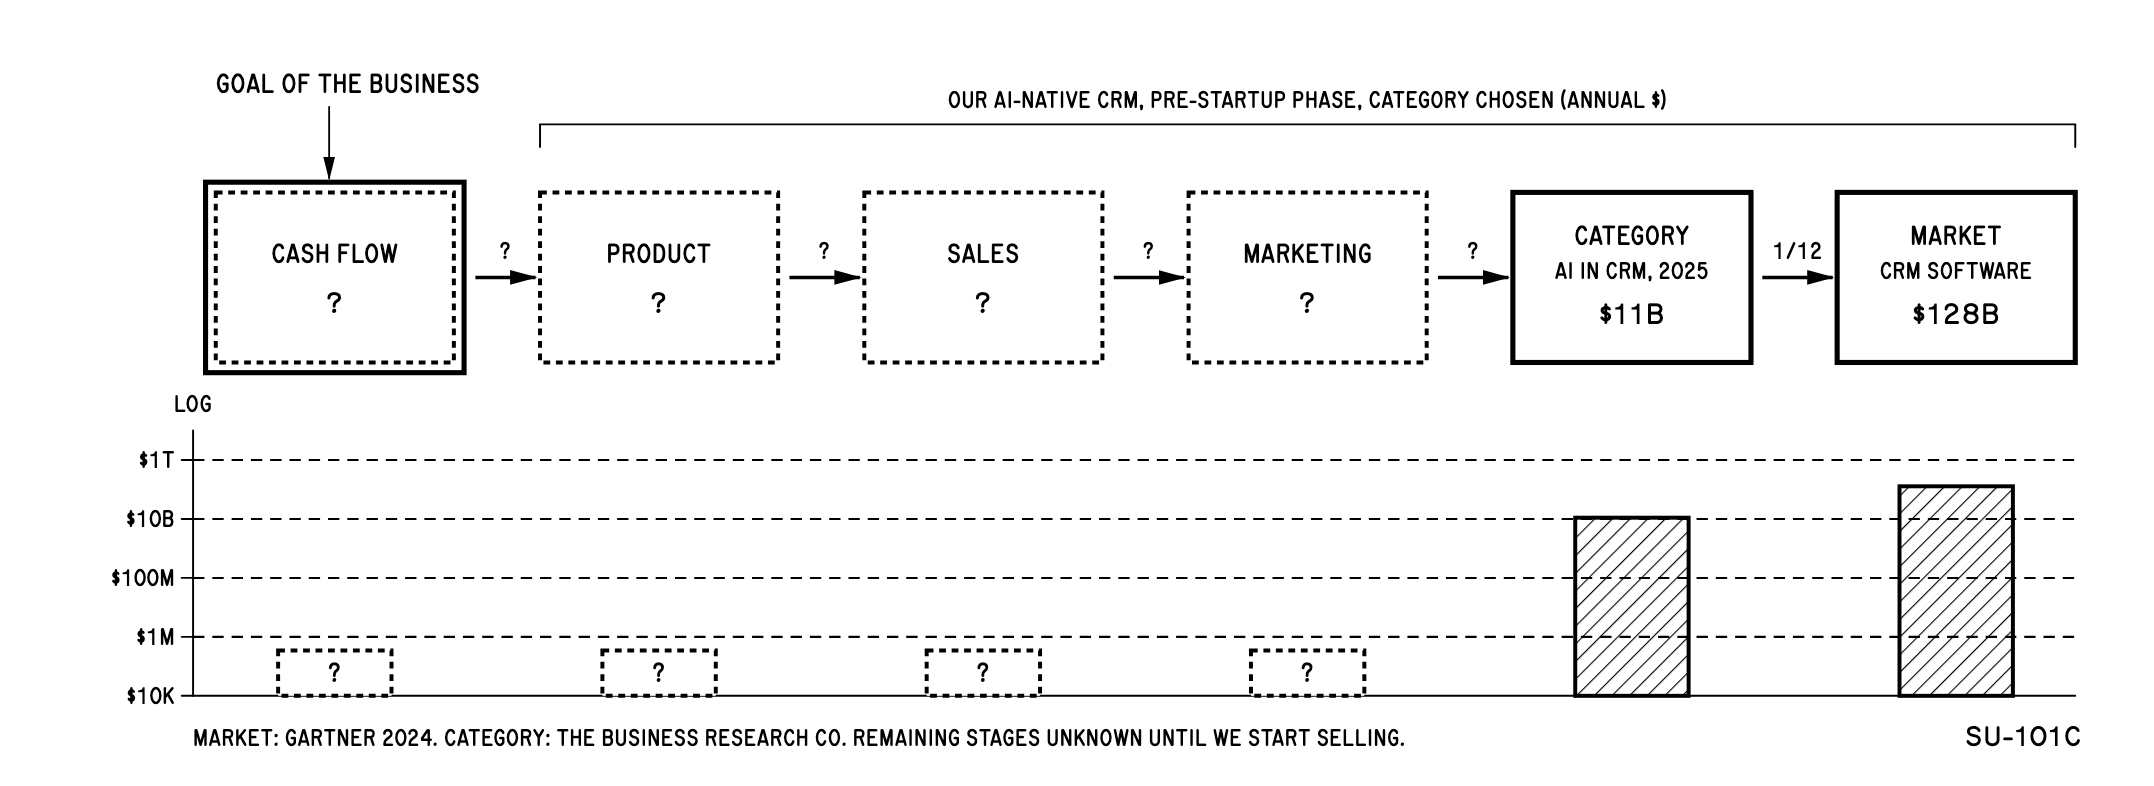 GOAL OF THE BUSINESS
OUR AI-NATIVE CRM, PRE-STARTUP PHASE, CATEGORY CHOSEN (ANNUAL $)
CASH FLOW
?
?
PRODUCT
?
?
SALES
?
?
MARKETING
?
?
CATEGORY
AI IN CRM, 2025
$11B
1/12
MARKET
CRM SOFTWARE
$128B
LOG
$1T
$10B
$100M
$1M
$10K
?
?
?
?
MARKET: GARTNER 2024. CATEGORY: THE BUSINESS RESEARCH CO. REMAINING STAGES UNKNOWN UNTIL WE START SELLING.
SU-101C